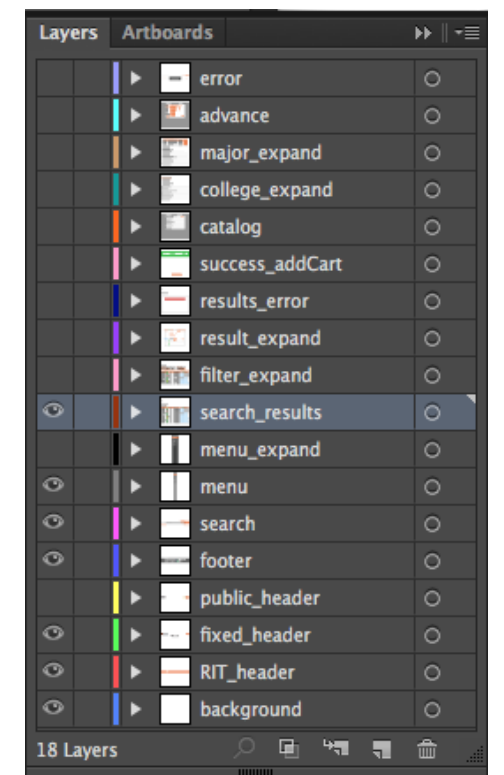 Layers Artboards
error
advance
major_expand
college_expand
catalog
success_addCart
results_error
result_expand
filter_expand
search_results
menu_expand
menu
search
footer
public_header
fixed_header
RIT_header
background
18 Layers